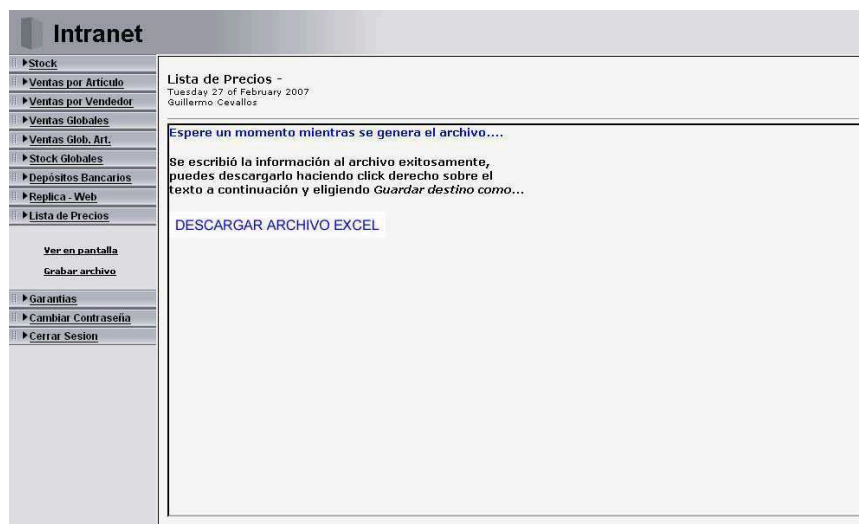 Intranet
Stock
Ventas por Artículo
Ventas por Vendedor
Ventas Globales
Ventas Glob. Art.
Stock Globales
Depósitos Bancarios
Replica - Web
Lista de Precios
Ver en pantalla
Grabar archivo
Garantias
Cambiar Contraseña
Cerrar Sesion
Lista de Precios -
Tuesday 27 of February 2007
Guillermo Cevallos
Espere un momento mientras se genera el archivo....
Se escribió la información al archivo exitosamente,
puedes descargarlo haciendo click derecho sobre el
texto a continuación y eligiendo Guardar destino como...
DESCARGAR ARCHIVO EXCEL